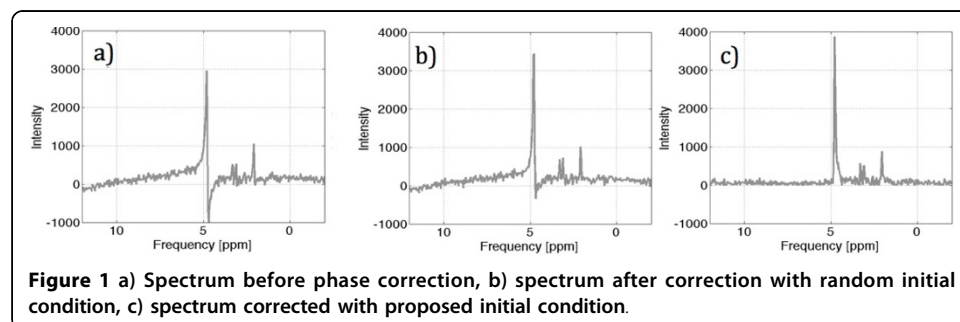 a)
4000
3000
2000
1000
0
-1000
Intensity
10
5
0
Frequency [ppm]
b)
4000
3000
2000
1000
0
-1000
Intensity
10
5
0
Frequency [ppm]
c)
4000
3000
2000
1000
0
-1000
Intensity
10
5
0
Frequency [ppm]
Figure 1 a) Spectrum before phase correction, b) spectrum after correction with random initial
condition, c) spectrum corrected with proposed initial condition.